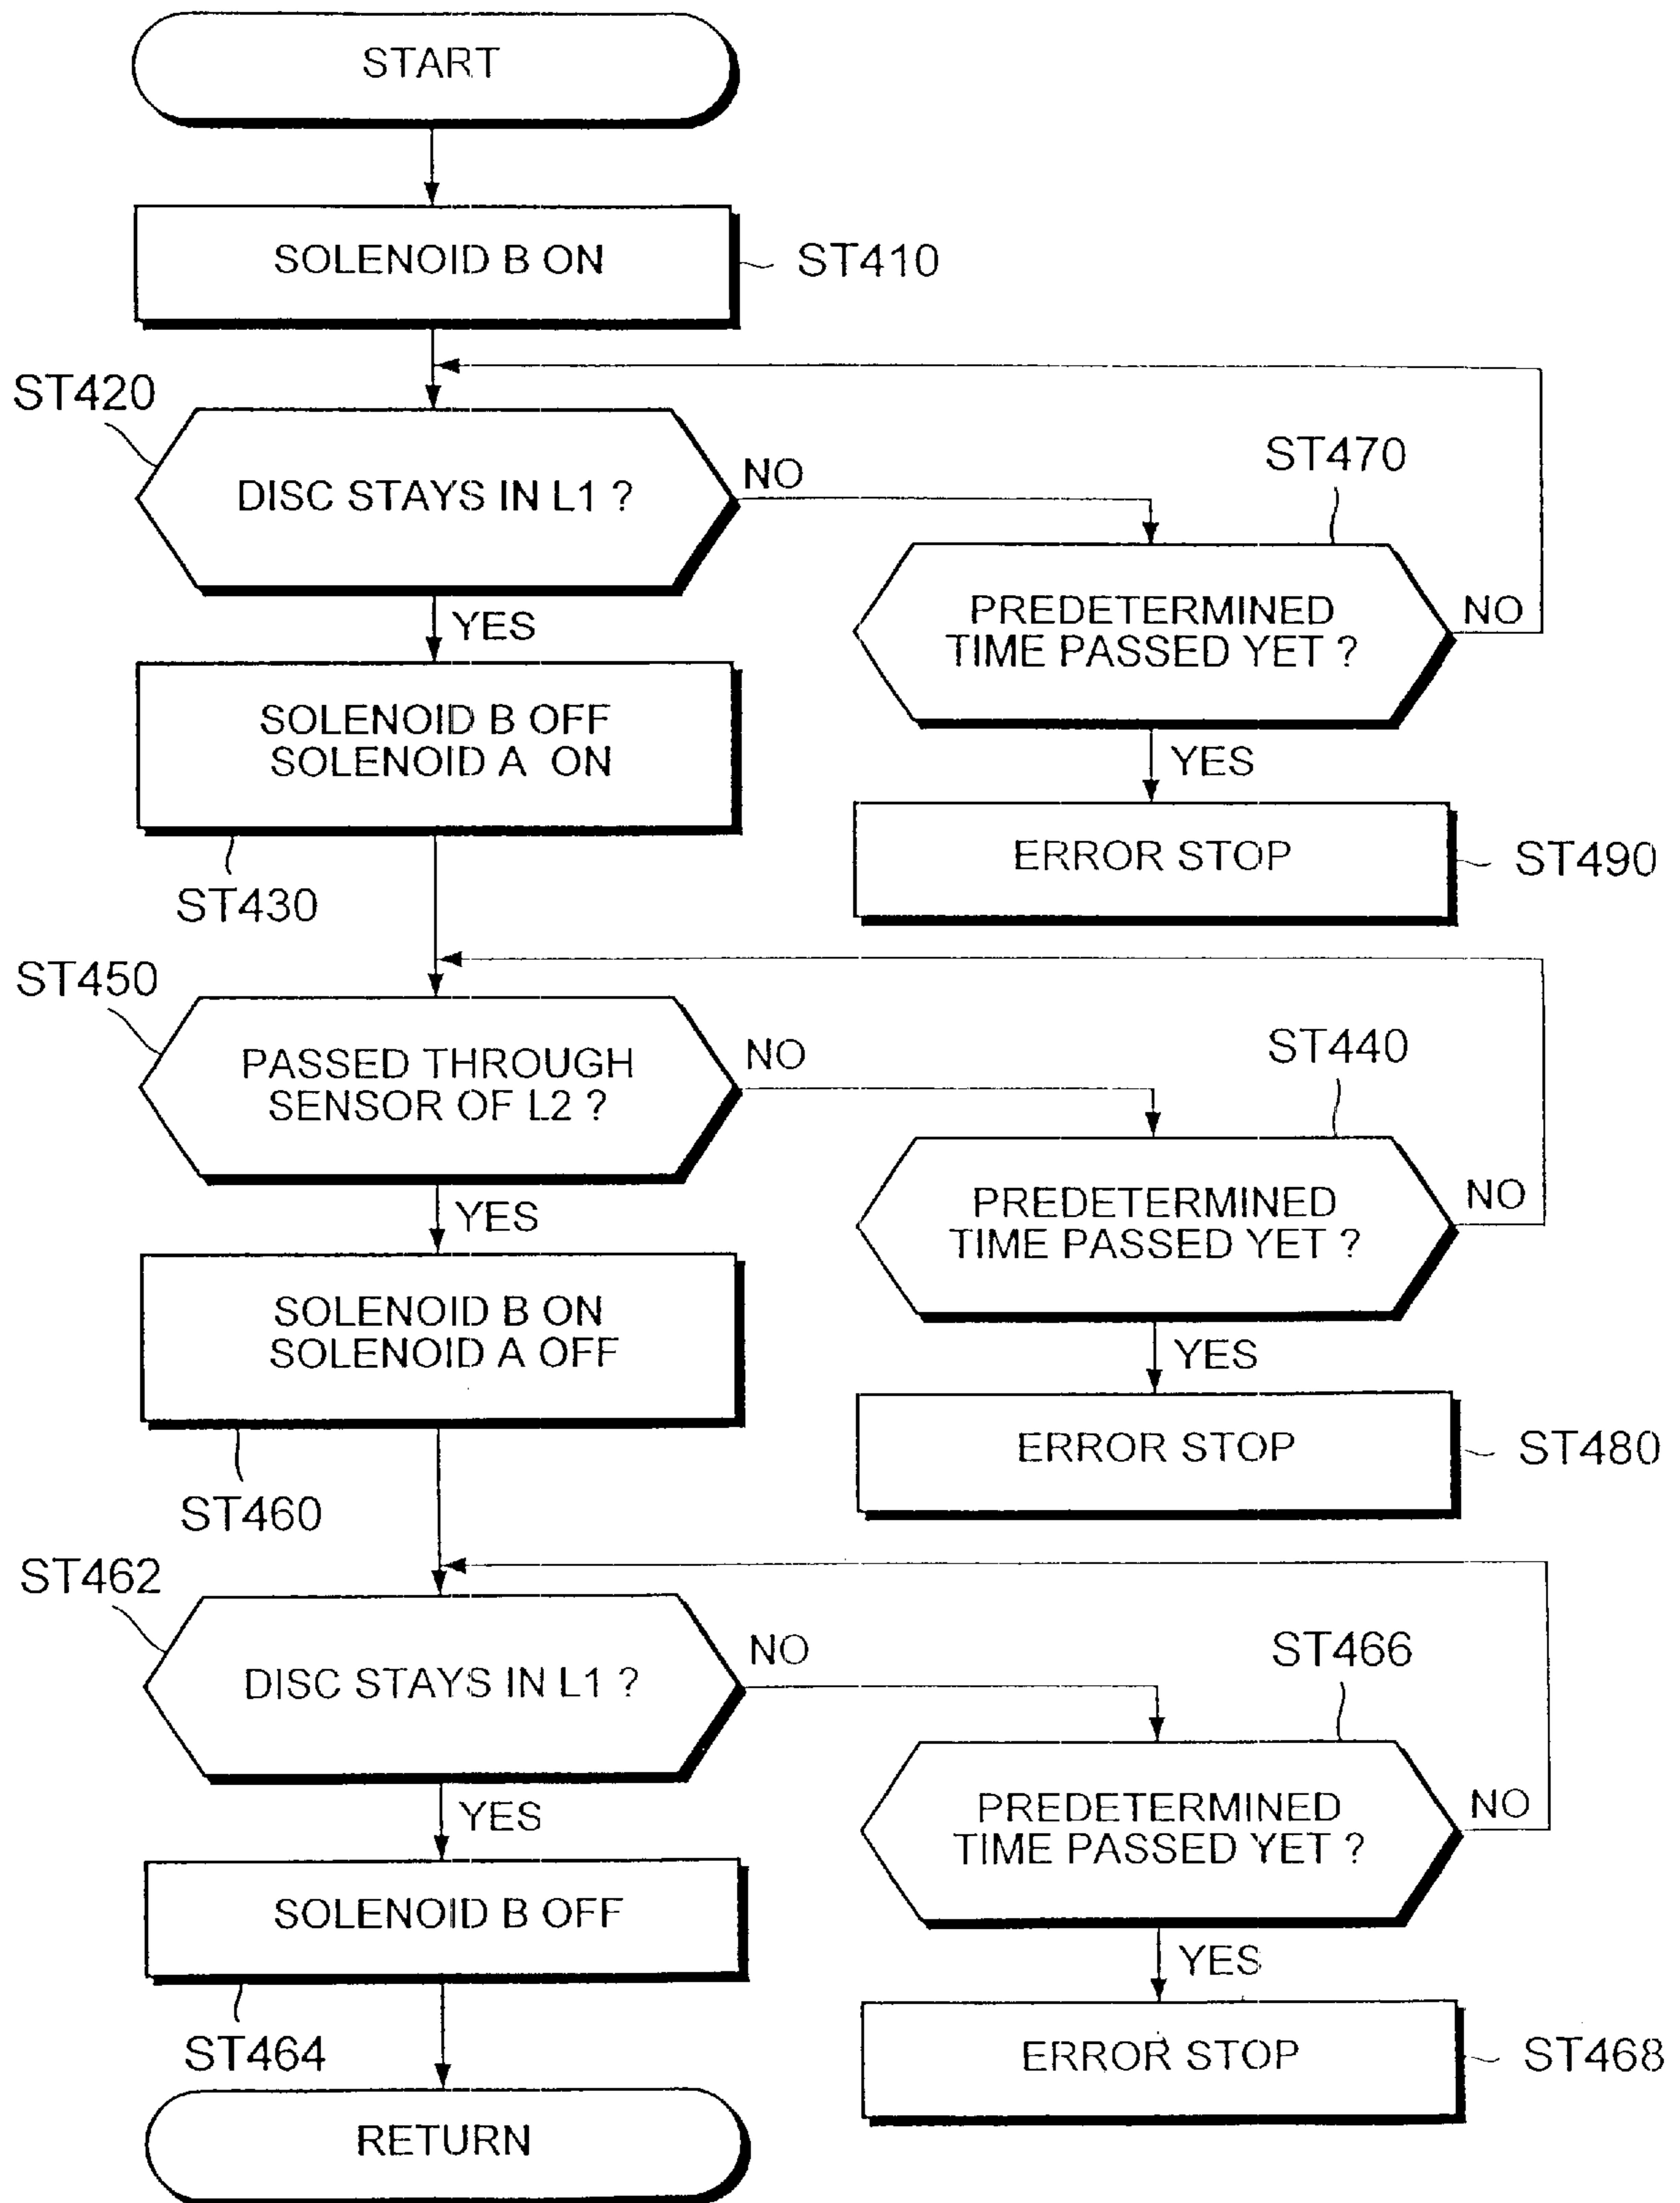 START
SOLENOID B ON
ST410
ST420
DISC STAYS IN L1 ?
NO
ST470
PREDETERMINED
TIME PASSED YET ?
NO
YES
SOLENOID B OFF
SOLENOID A ON
ST430
YES
ERROR STOP
ST490
ST450
PASSED THROUGH
SENSOR OF L2 ?
NO
ST440
PREDETERMINED
TIME PASSED YET ?
NO
YES
SOLENOID B ON
SOLENOID A OFF
ST460
YES
ERROR STOP
ST480
ST462
DISC STAYS IN L1 ?
NO
ST466
PREDETERMINED
TIME PASSED YET ?
NO
YES
SOLENOID B OFF
ST464
YES
ERROR STOP
ST468
RETURN